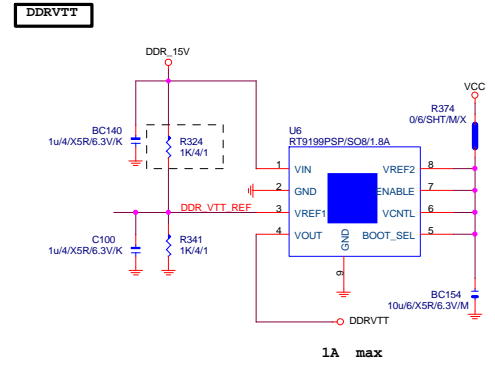 DDRVTT
DDR_15V
VCC
R374
0/6/SHT/M/X
BC140
1u/4/X5R/6.3V/K
R324
1K/4/1
U6
RT9199PSP/SO8/1.8A
1 VIN VREF2 8
2 GND ENABLE 7
DDR_VTT_REF 3 VREF1 VCNTL 6
4 VOUT BOOT_SEL 5
GND
9
C100
1u/4/X5R/6.3V/K
R341
1K/4/1
BC154
10u/6/X5R/6.3V/M
DDRVTT
1A max